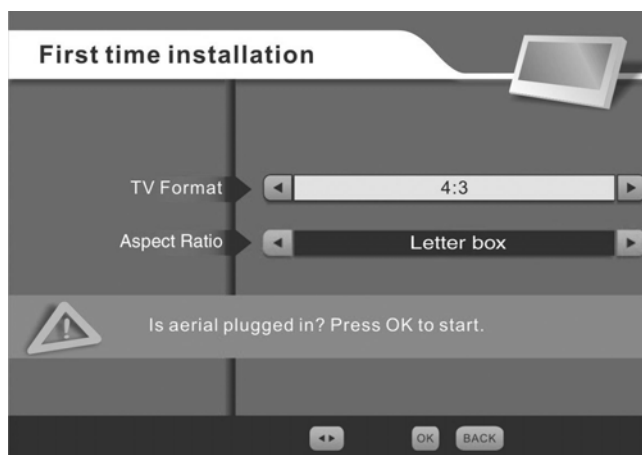 First time installation
TV Format
4:3
Aspect Ratio
Letter box
Is aerial plugged in? Press OK to start.
OK
BACK